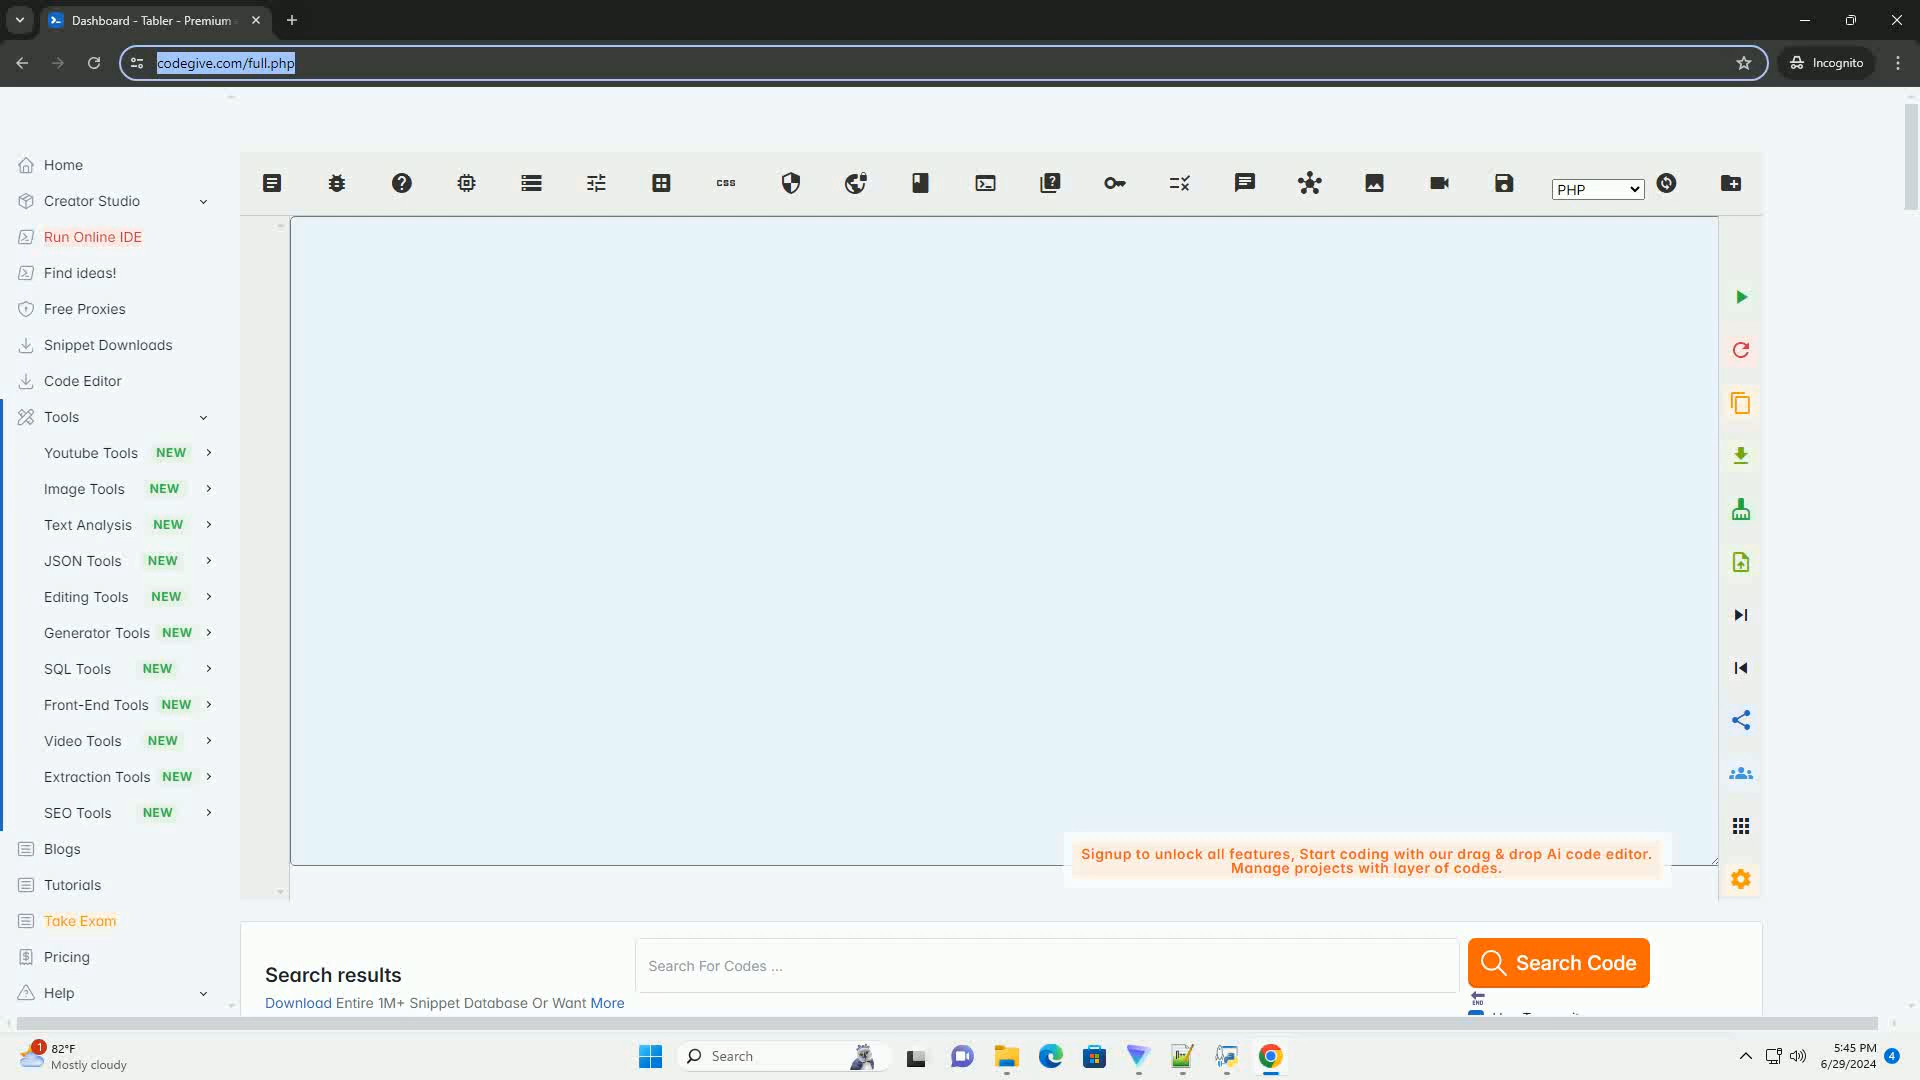 Dashboard - Tabler - Premium
codegive.com/full.php
Incognito
Home
Creator Studio
Run Online IDE
Find ideas!
Free Proxies
Snippet Downloads
Code Editor
Tools
Youtube Tools NEW
Image Tools NEW
Text Analysis NEW
JSON Tools NEW
Editing Tools NEW
Generator Tools NEW
SQL Tools NEW
Front-End Tools NEW
Video Tools NEW
Extraction Tools NEW
SEO Tools NEW
Blogs
Tutorials
Take Exam
Pricing
Help
css
PHP
Signup to unlock all features, Start coding with our drag & drop Ai code editor.
Manage projects with layer of codes.
Search results
Download Entire 1M+ Snippet Database Or Want More
Search For Codes ...
Search Code
END
1
82°F
Mostly cloudy
Search
5:45 PM
6/29/2024
4